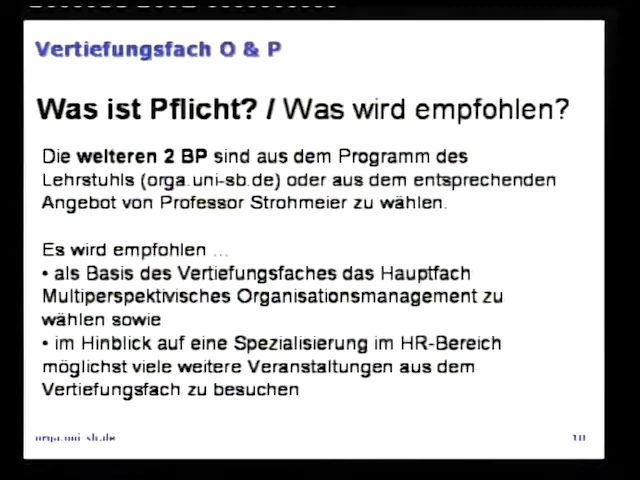 Vertiefungsfach O & P
Was ist Pflicht? / Was wird empfohlen?
Die weiteren 2 BP sind aus dem Programm des
Lehrstuhls (orga.uni-sb.de) oder aus dem entsprechenden
Angebot von Professor Strohmeier zu wählen.
Es wird empfohlen ...
• als Basis des Vertiefungsfaches das Hauptfach
Multiperspektivisches Organisationsmanagement zu
wählen sowie
• im Hinblick auf eine Spezialisierung im HR-Bereich
möglichst viele weitere Veranstaltungen aus dem
Vertiefungsfach zu besuchen
orga.uni-sb.de